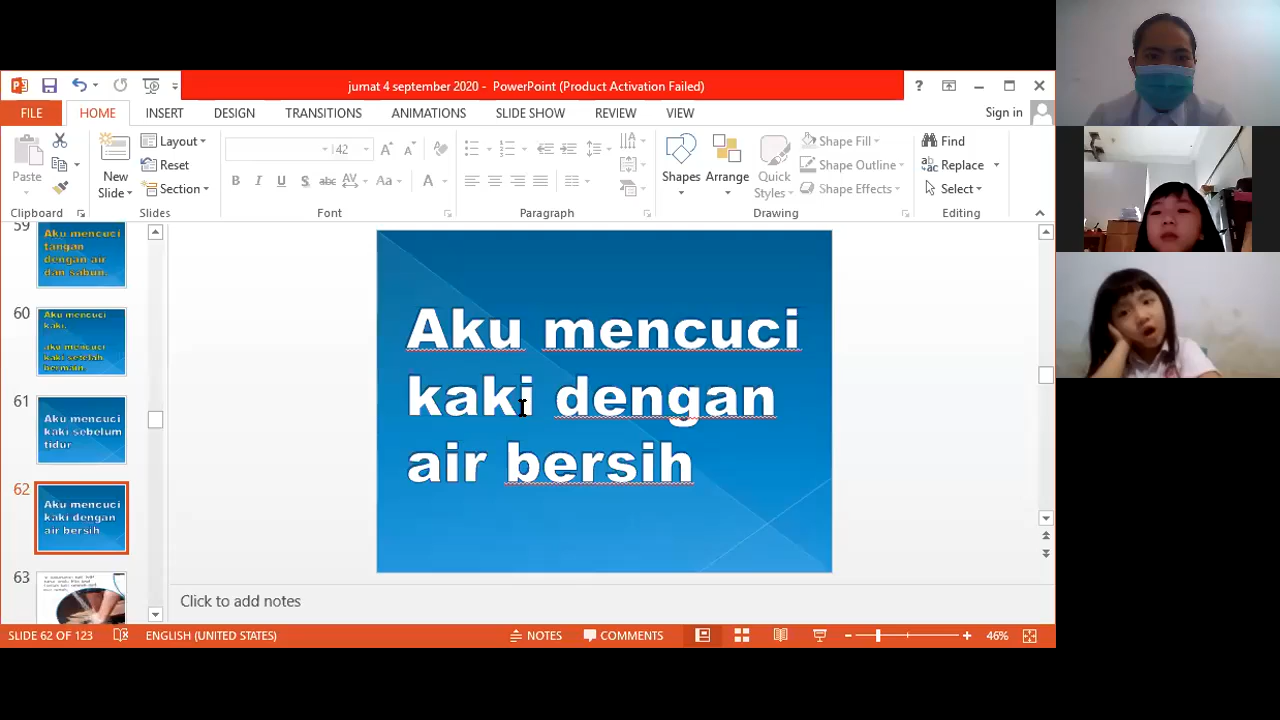 jumat 4 september 2020 - PowerPoint (Product Activation Failed)
FILE HOME INSERT DESIGN TRANSITIONS ANIMATIONS SLIDE SHOW REVIEW VIEW Sign in
Paste
New Slide
Layout
Reset
Section
42
Shapes
Arrange
Quick Styles
Shape Fill
Shape Outline
Shape Effects
Find
Replace
Select
Clipboard Slides Font Paragraph Drawing Editing
59
Aku mencuci
tangan
dengan air
dan sabun.
60
Aku mencuci
kaki.
aku mencuci
kaki setelah
bermain.
61
Aku mencuci
kaki sebelum
tidur
62
Aku mencuci
kaki dengan
air bersih
63
Aku mencuci
kaki dengan
air bersih
Click to add notes
SLIDE 62 OF 123 ENGLISH (UNITED STATES) NOTES COMMENTS 46%